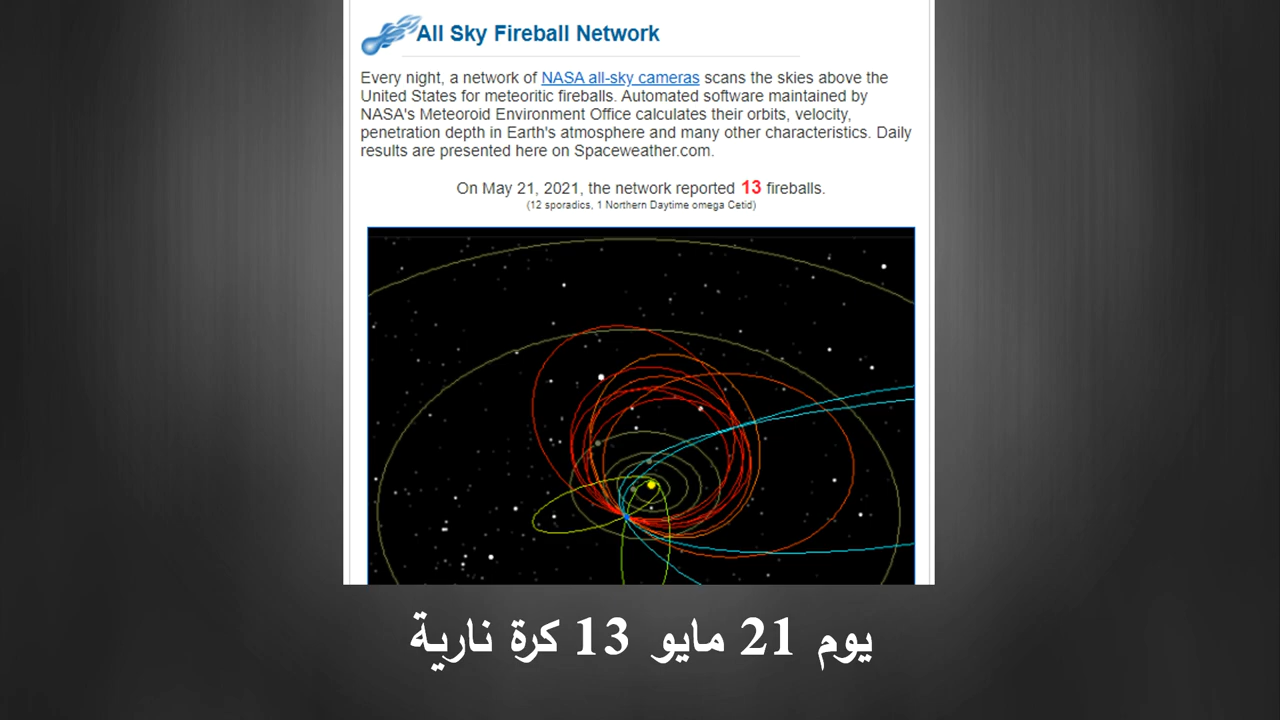 All Sky Fireball Network
Every night, a network of NASA all-sky cameras scans the skies above the
United States for meteoritic fireballs. Automated software maintained by
NASA's Meteoroid Environment Office calculates their orbits, velocity,
penetration depth in Earth's atmosphere and many other characteristics. Daily
results are presented here on Spaceweather.com.
On May 21, 2021, the network reported 13 fireballs.
(12 sporadics, 1 Northern Daytime omega Cetid)
يوم 21 مايو 13 كرة نارية